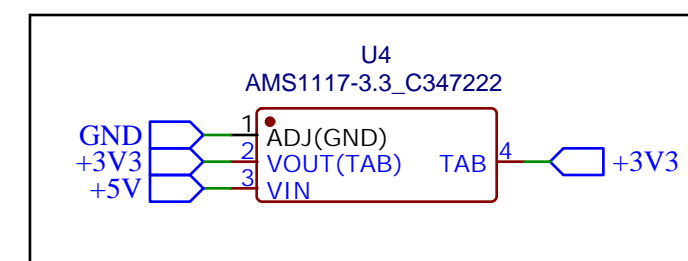 U4
AMS1117-3.3_C347222
GND 1 ADJ(GND)
+3V3 2 VOUT(TAB) TAB 4 +3V3
+5V 3 VIN